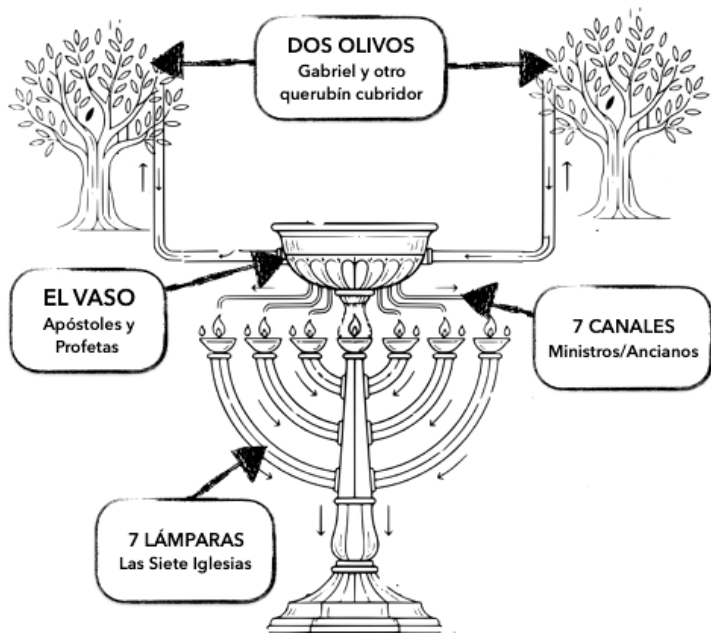 DOS OLIVOS
Gabriel y otro
querubín cubridor
EL VASO
Apóstoles y
Profetas
7 CANALES
Ministros/Ancianos
7 LÁMPARAS
Las Siete Iglesias